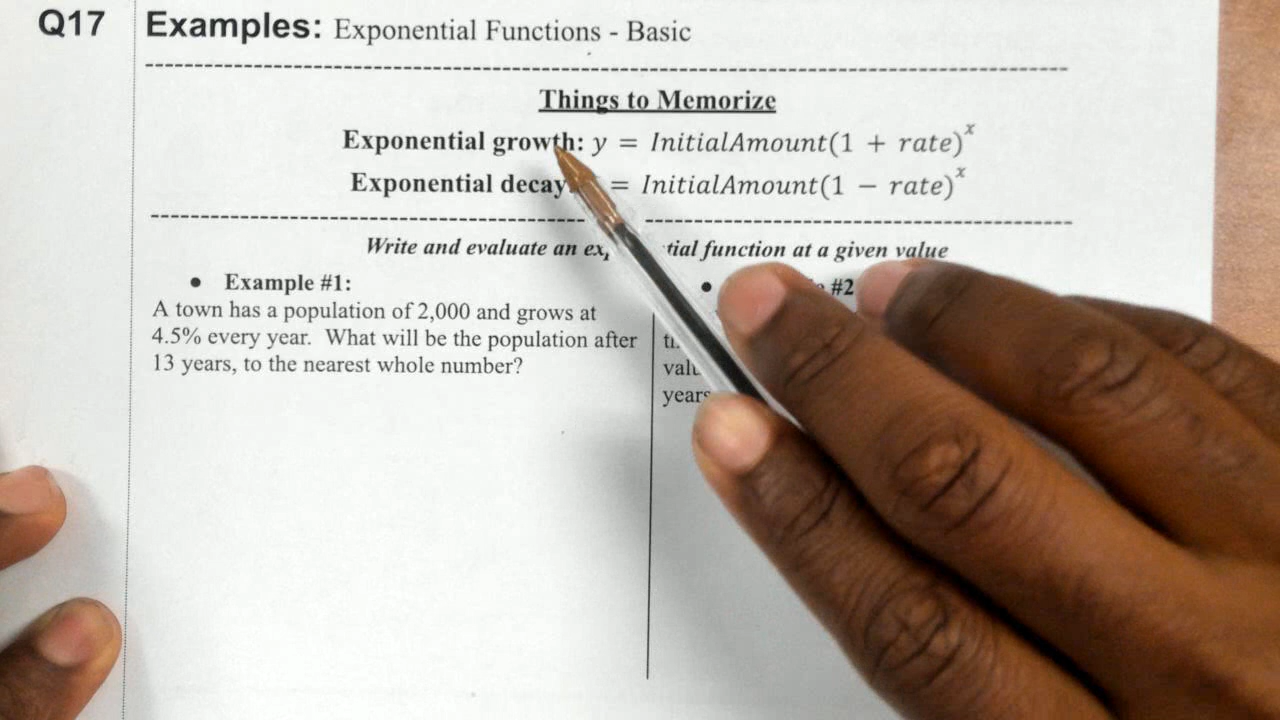 Q17 Examples: Exponential Functions - Basic
Things to Memorize
Exponential growth: y = InitialAmount(1 + rate)^x
Exponential decay = InitialAmount(1 − rate)^x
Write and evaluate an function at a given value
• Example #1:
A town has a population of 2,000 and grows at
4.5% every year. What will be the population after
13 years, to the nearest whole number?
• #2
years